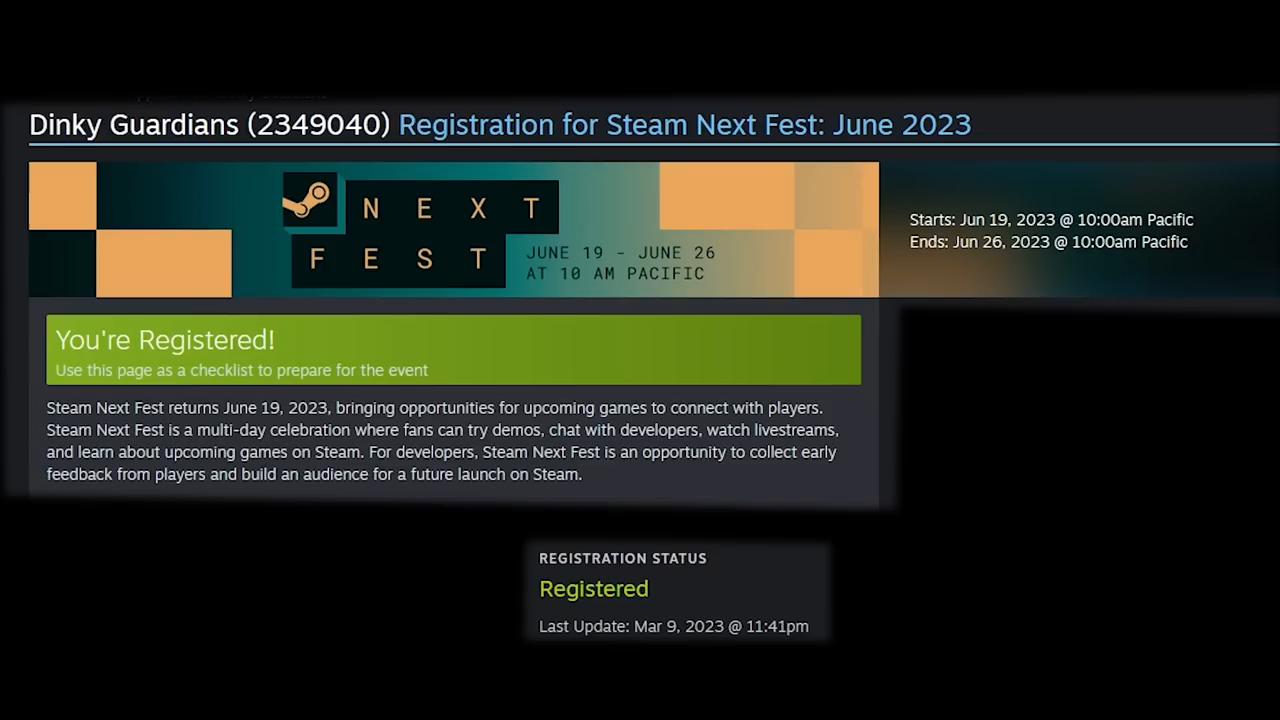 Dinky Guardians (2349040) Registration for Steam Next Fest: June 2023
NEXT
FEST
JUNE 19 - JUNE 26
AT 10 AM PACIFIC
Starts: Jun 19, 2023 @ 10:00am Pacific
Ends: Jun 26, 2023 @ 10:00am Pacific
You're Registered!
Use this page as a checklist to prepare for the event
Steam Next Fest returns June 19, 2023, bringing opportunities for upcoming games to connect with players.
Steam Next Fest is a multi-day celebration where fans can try demos, chat with developers, watch livestreams,
and learn about upcoming games on Steam. For developers, Steam Next Fest is an opportunity to collect early
feedback from players and build an audience for a future launch on Steam.
REGISTRATION STATUS
Registered
Last Update: Mar 9, 2023 @ 11:41pm